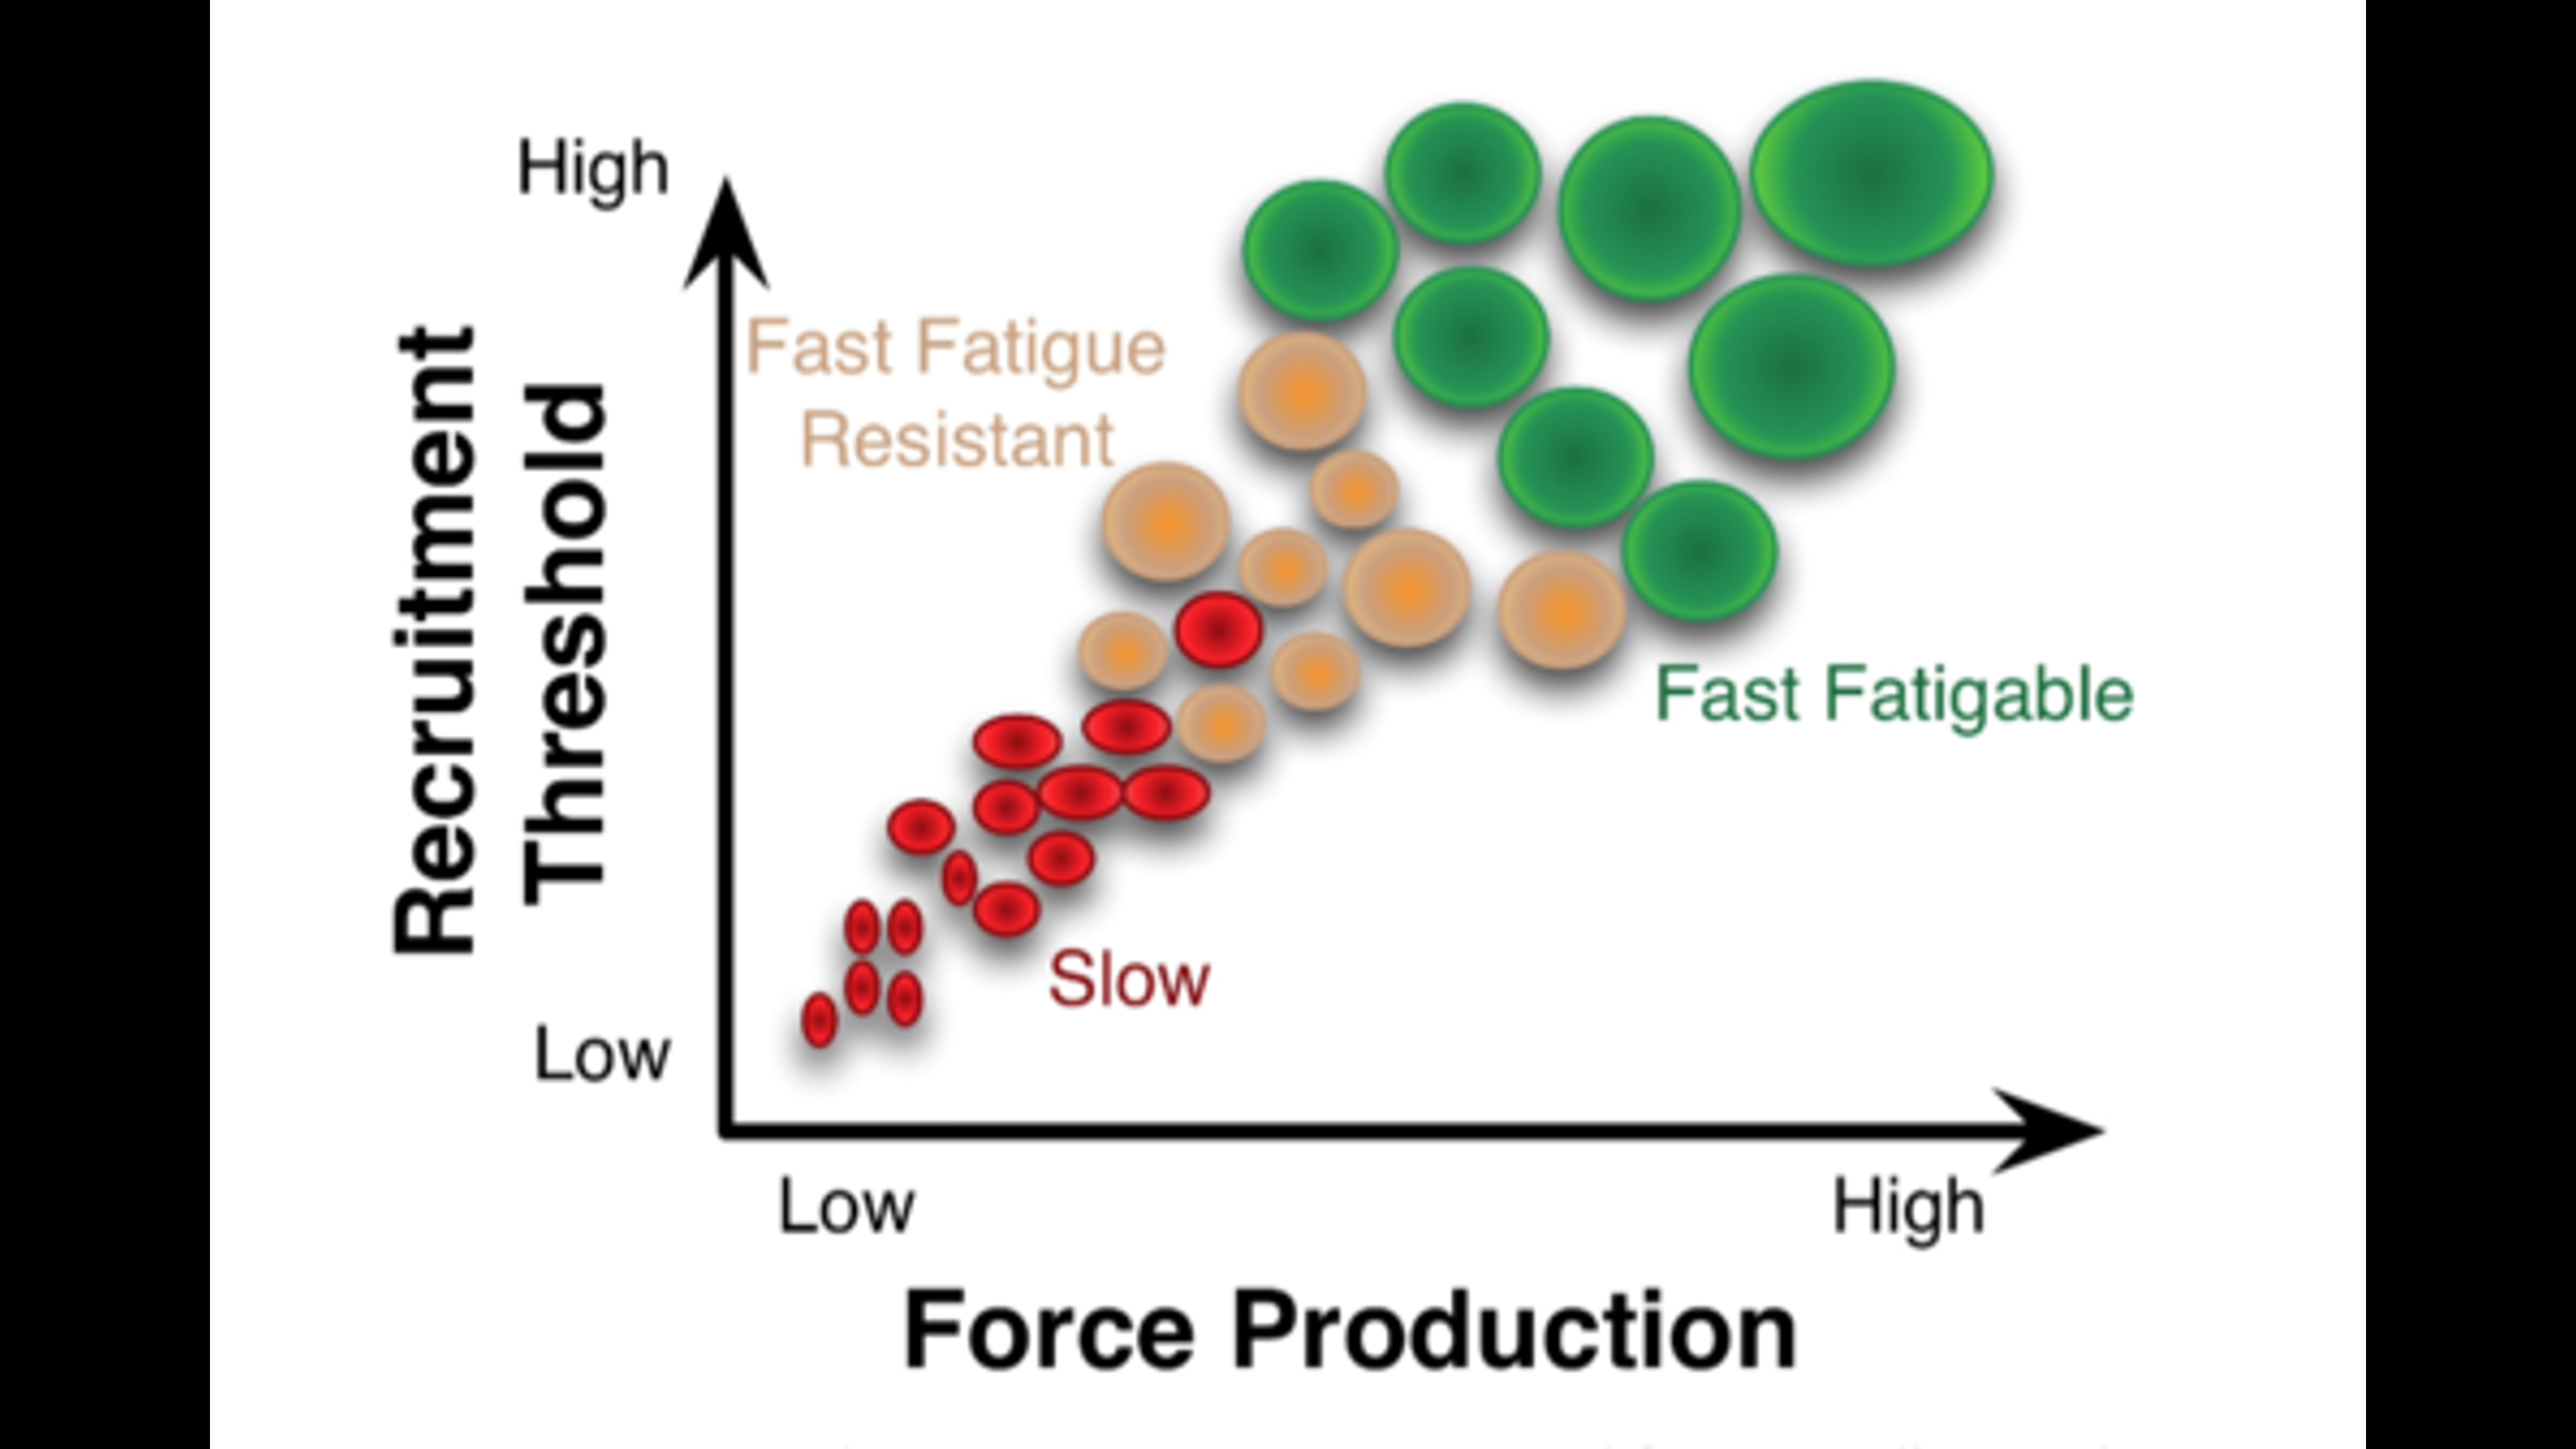 High
Recruitment
Threshold
Fast Fatigue
Resistant
Fast Fatigable
Slow
Low
Low
High
Force Production